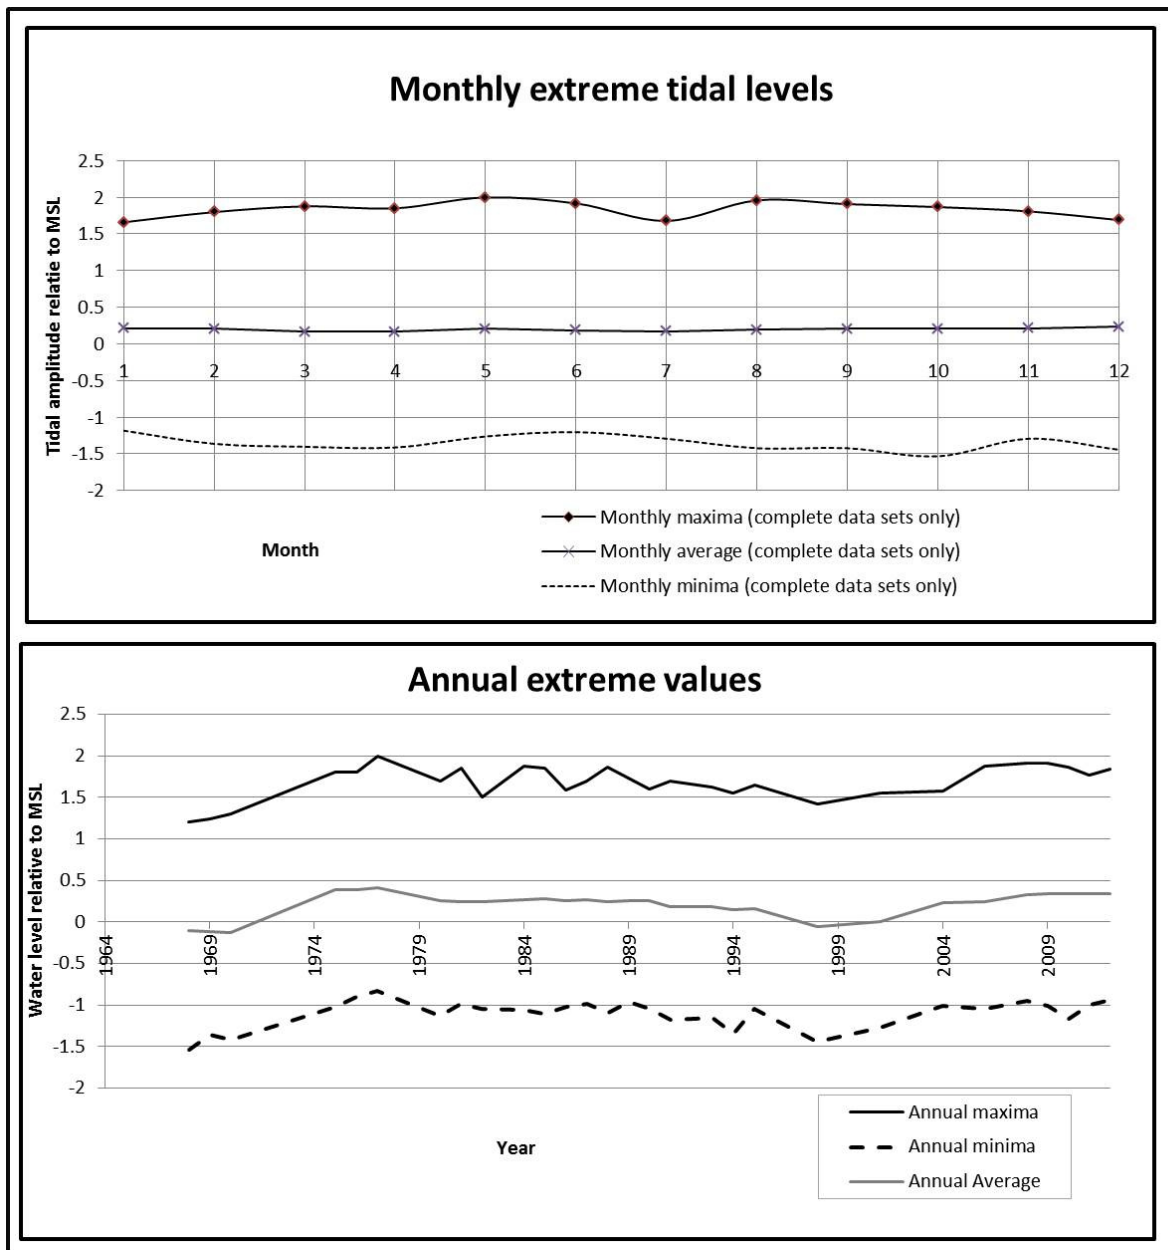 Monthly extreme tidal levels
Tidal amplitude relatie to MSL
2.5
2
1.5
1
0.5
0
-0.5
-1
-1.5
-2
1 2 3 4 5 6 7 8 9 10 11 12
Month
Monthly maxima (complete data sets only)
Monthly average (complete data sets only)
Monthly minima (complete data sets only)
Annual extreme values
Water level relative to MSL
2.5
2
1.5
1
0.5
0
-0.5
-1
-1.5
-2
1964 1969 1974 1979 1984 1989 1994 1999 2004 2009
Year
Annual maxima
Annual minima
Annual Average